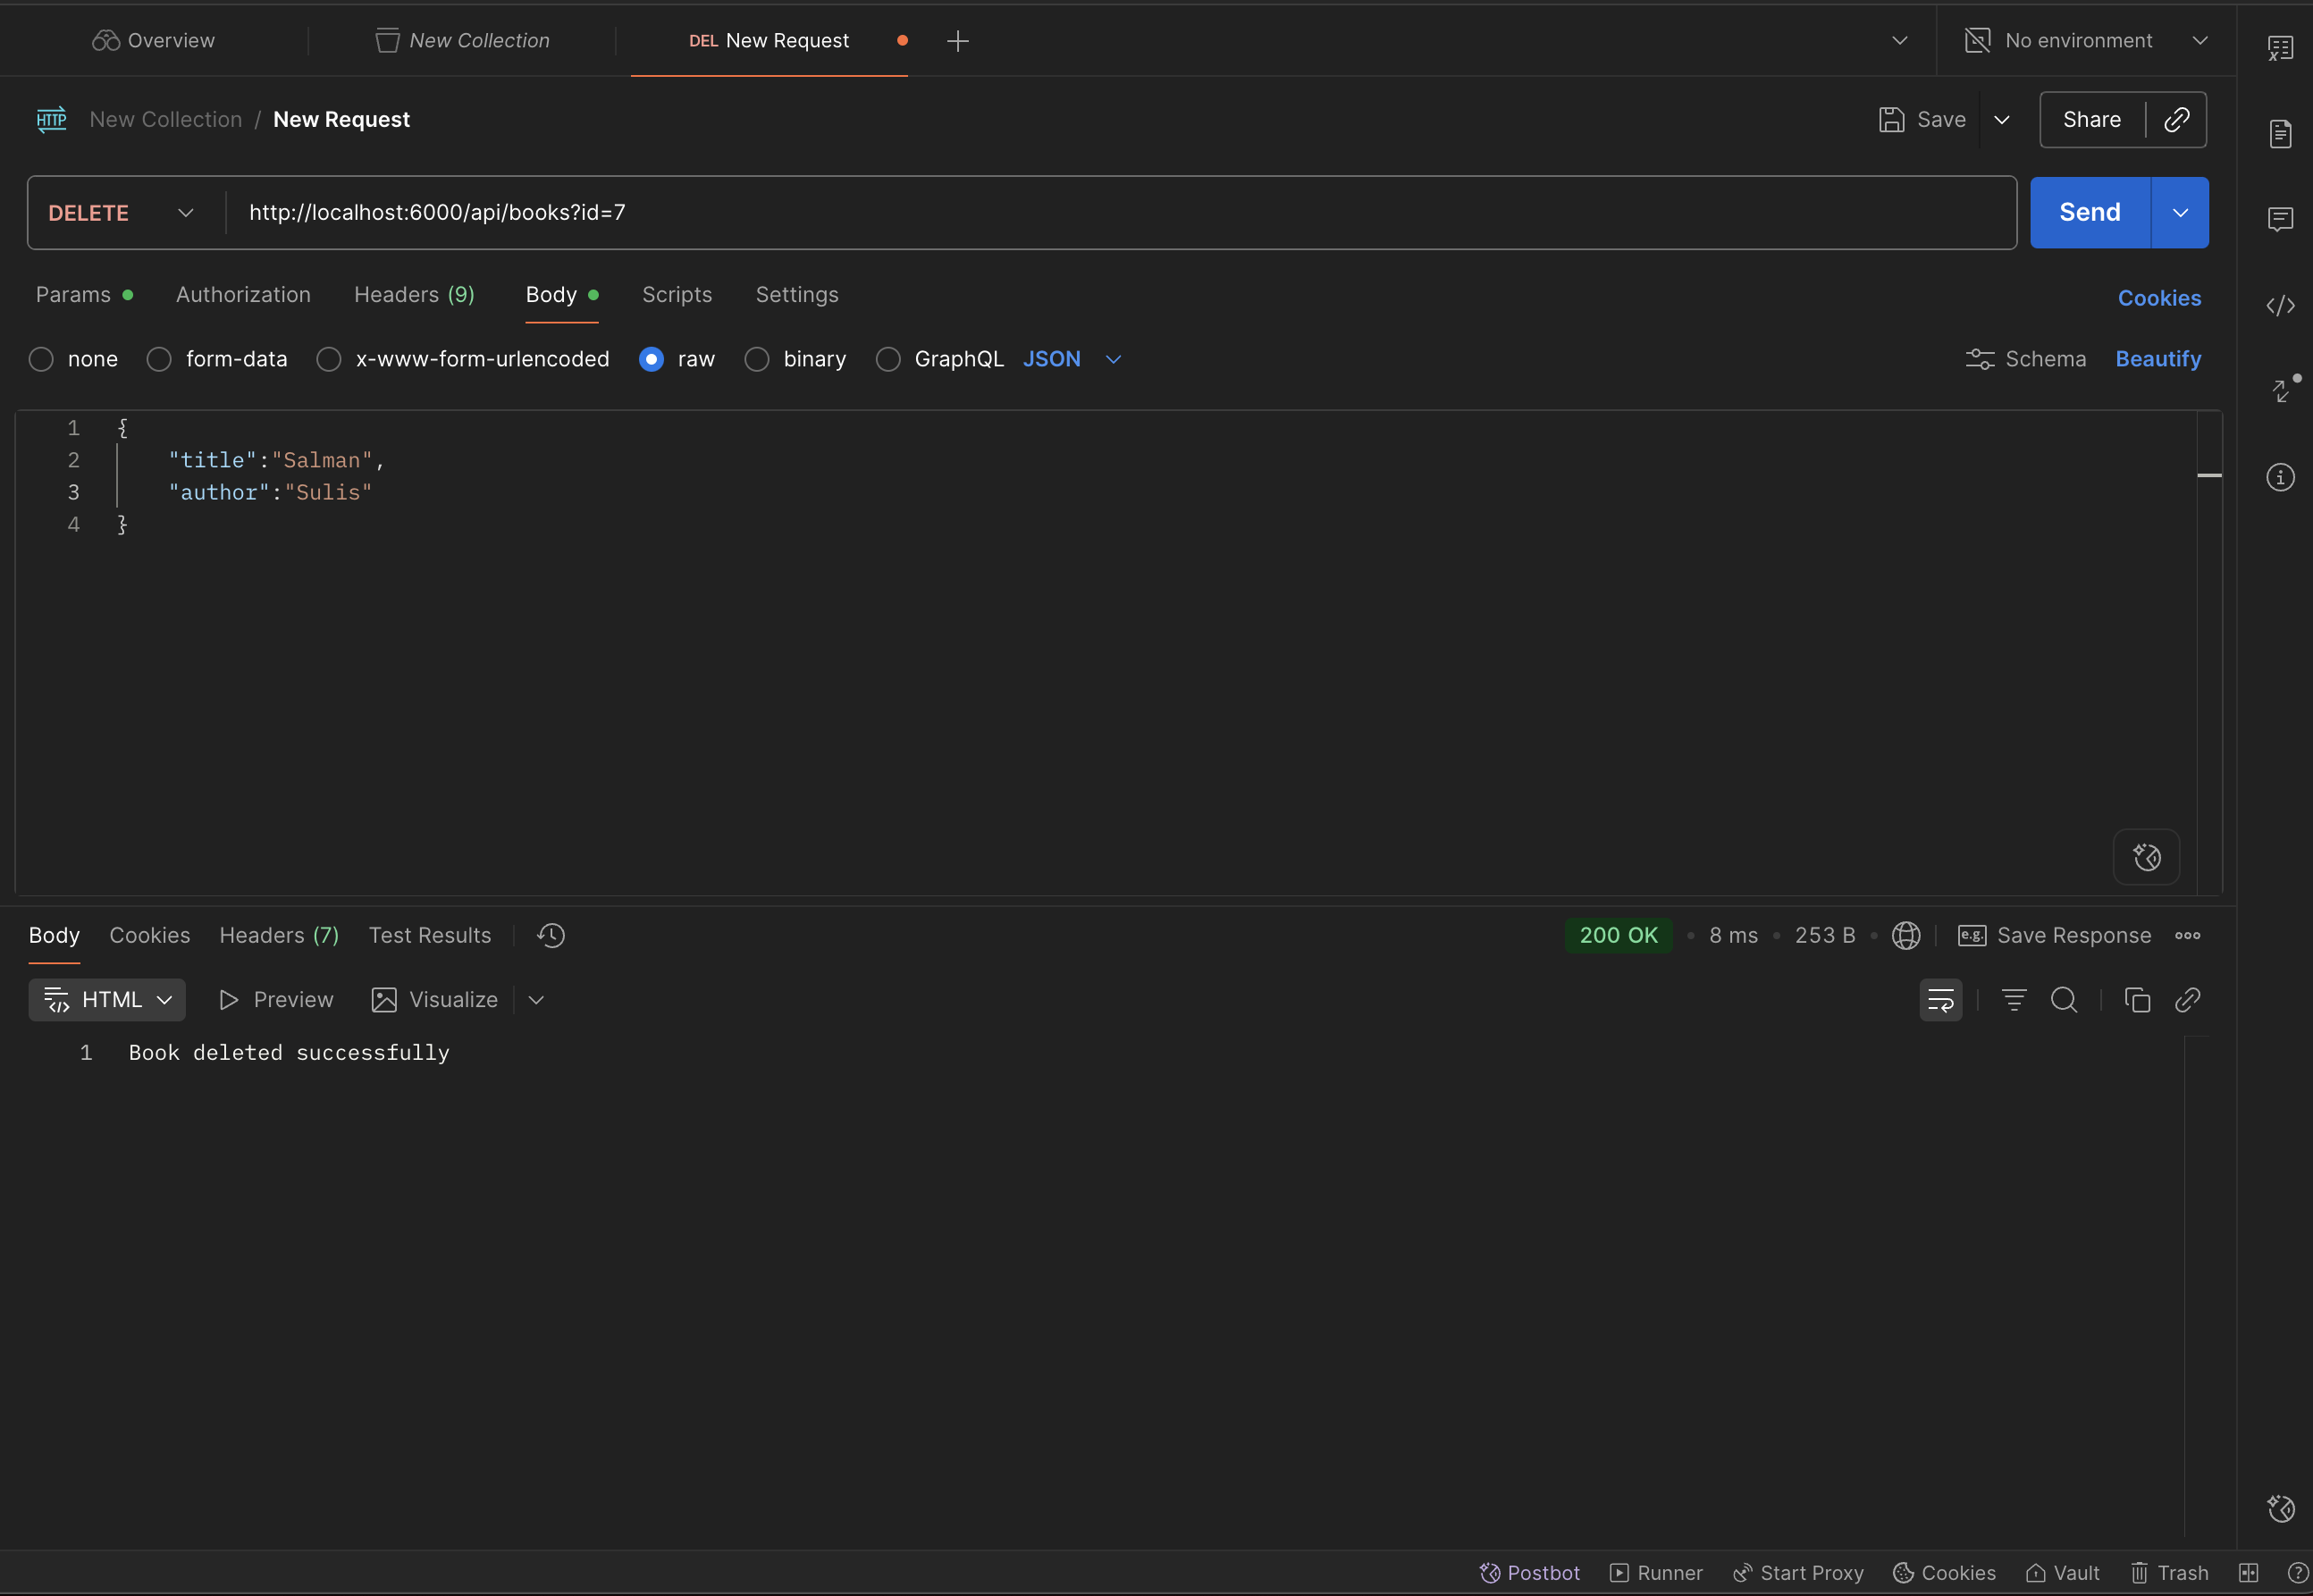 Overview
New Collection
DEL New Request
No environment
HTTP New Collection / New Request
Save
Share
DELETE http://localhost:6000/api/books?id=7
Send
Params Authorization Headers (9) Body Scripts Settings
Cookies
none form-data x-www-form-urlencoded raw binary GraphQL JSON
Schema Beautify
1 {
2 "title":"Salman",
3 "author":"Sulis"
4 }
Body Cookies Headers (7) Test Results
200 OK • 8 ms • 253 B • e.g. Save Response
HTML Preview Visualize
1 Book deleted successfully
Postbot Runner Start Proxy Cookies Vault Trash